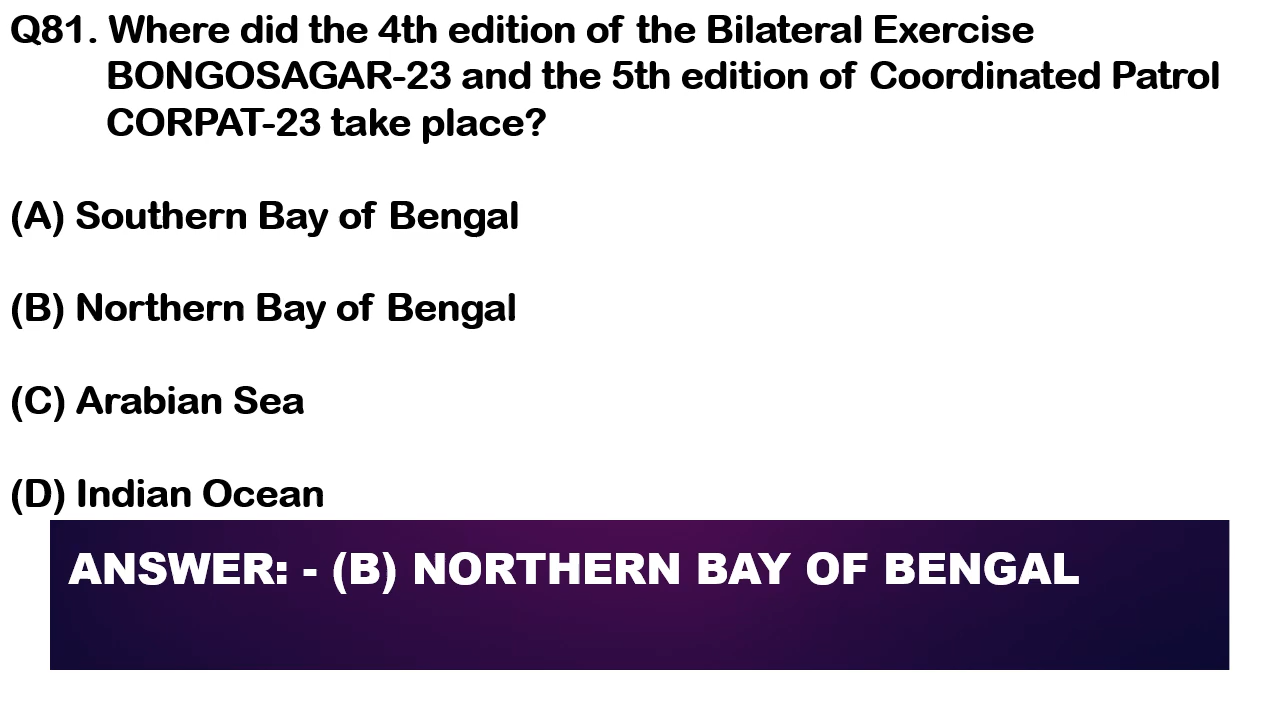 Q81. Where did the 4th edition of the Bilateral Exercise
BONGOSAGAR-23 and the 5th edition of Coordinated Patrol
CORPAT-23 take place?
(A) Southern Bay of Bengal
(B) Northern Bay of Bengal
(C) Arabian Sea
(D) Indian Ocean
ANSWER: - (B) NORTHERN BAY OF BENGAL